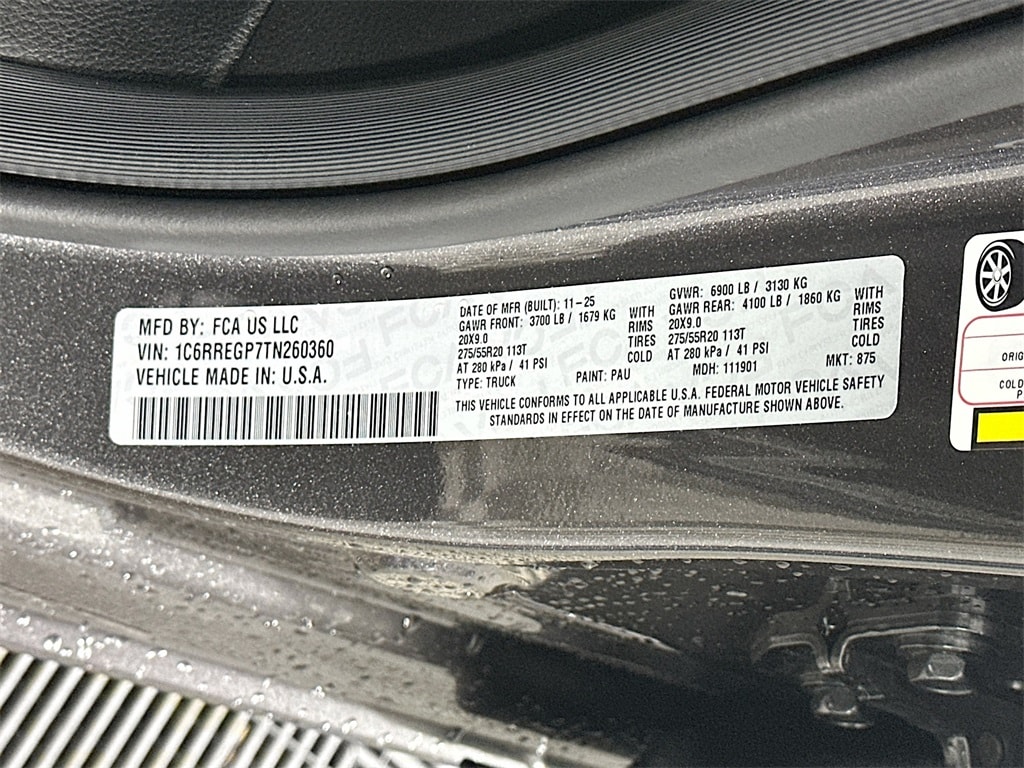 MFD BY: FCA US LLC
VIN: 1C6RREGP7TN260360
VEHICLE MADE IN: U.S.A.
DATE OF MFR (BUILT): 11-25
GAWR FRONT: 3700 LB / 1679 KG WITH
20X9.0 RIMS
275/55R20 113T TIRES
AT 280 kPa / 41 PSI COLD
TYPE: TRUCK PAINT: PAU
GVWR: 6900 LB / 3130 KG
GAWR REAR: 4100 LB / 1860 KG WITH
20X9.0 RIMS
275/55R20 113T TIRES
AT 280 kPa / 41 PSI COLD
MDH: 111901 MKT: 875
THIS VEHICLE CONFORMS TO ALL APPLICABLE U.S.A. FEDERAL MOTOR VEHICLE SAFETY
STANDARDS IN EFFECT ON THE DATE OF MANUFACTURE SHOWN ABOVE.
COLD